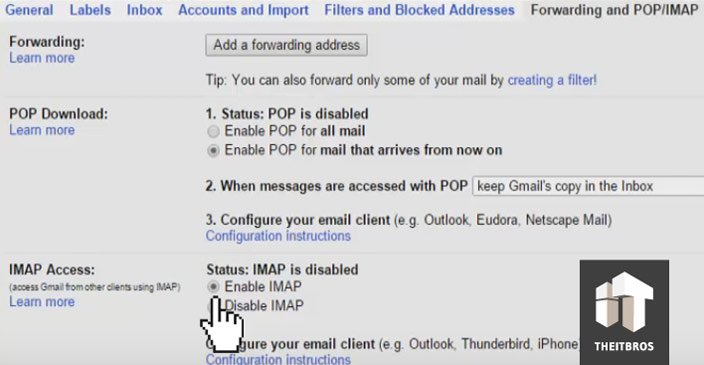 General Labels Inbox Accounts and Import Filters and Blocked Addresses Forwarding and POP/IMAP
Forwarding:
Learn more
Add a forwarding address
Tip: You can also forward only some of your mail by creating a filter!
POP Download:
Learn more
1. Status: POP is disabled
Enable POP for all mail
Enable POP for mail that arrives from now on
2. When messages are accessed with POP keep Gmail's copy in the Inbox
3. Configure your email client (e.g. Outlook, Eudora, Netscape Mail)
Configuration instructions
IMAP Access:
(access Gmail from other clients using IMAP)
Learn more
Status: IMAP is disabled
Enable IMAP
Disable IMAP
gure your email client (e.g. Outlook, Thunderbird, iPhone)
Configuration instructions
THEITBROS